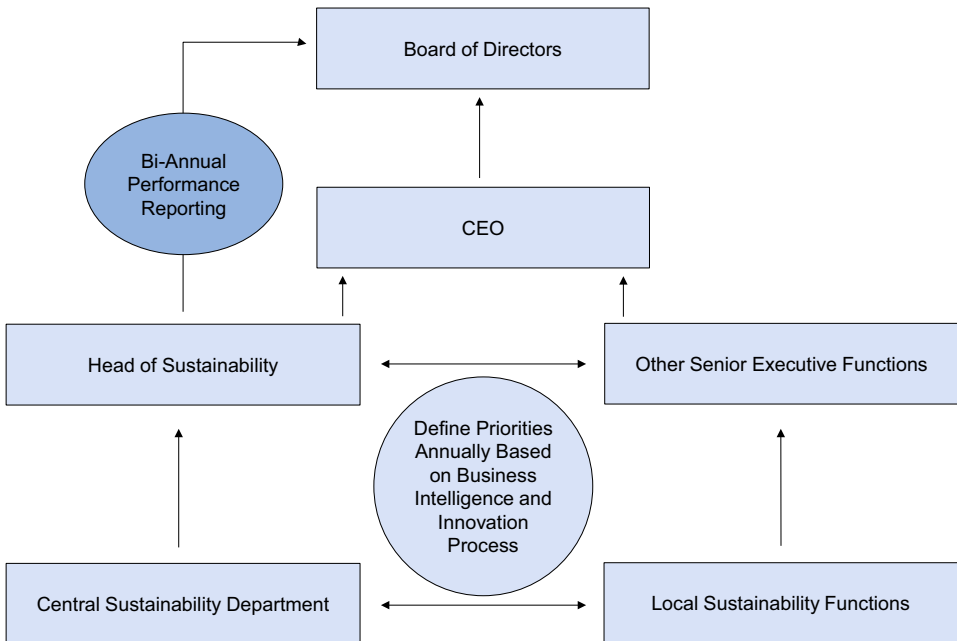 Board of Directors
Bi-Annual
Performance
Reporting
CEO
Head of Sustainability
Other Senior Executive Functions
Define Priorities
Annually Based
on Business
Intelligence and
Innovation
Process
Central Sustainability Department
Local Sustainability Functions